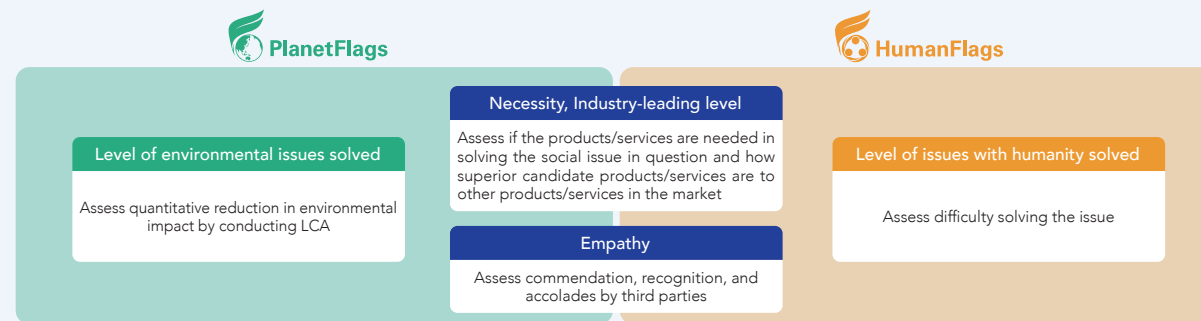 PlanetFlags
HumanFlags
Level of environmental issues solved
Assess quantitative reduction in environmental
impact by conducting LCA
Necessity, Industry-leading level
Assess if the products/services are needed in
solving the social issue in question and how
superior candidate products/services are to
other products/services in the market
Empathy
Assess commendation, recognition, and
accolades by third parties
Level of issues with humanity solved
Assess difficulty solving the issue